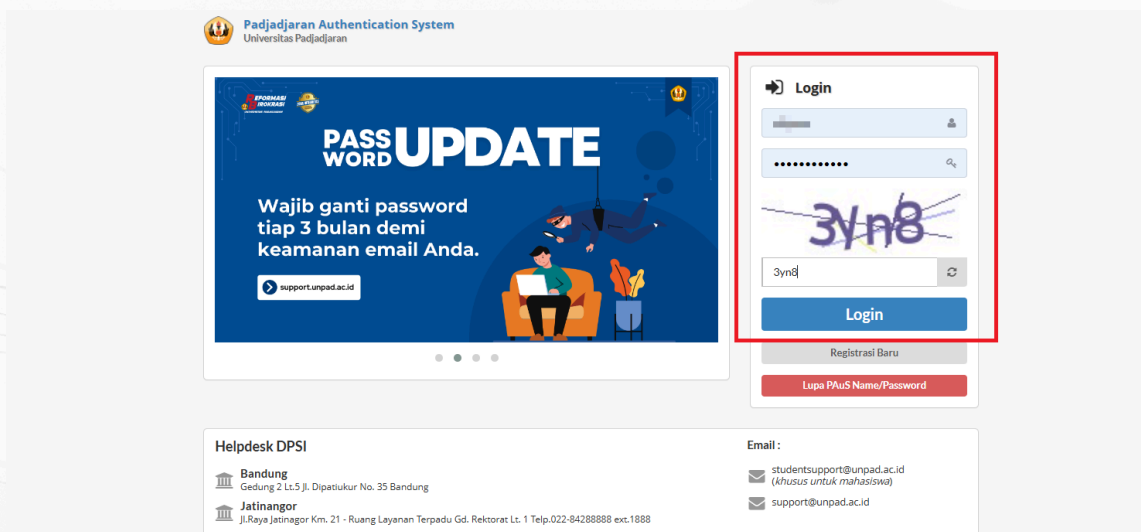 Padjadjaran Authentication System
Universitas Padjadjaran
REFORMASI
BIROKRASI
PASS
WORD
UPDATE
Wajib ganti password
tiap 3 bulan demi
keamanan email Anda.
support.unpad.ac.id
Login
••••••••••••
3yn8
3yn8
Login
Registrasi Baru
Lupa PAuS Name/Password
Helpdesk DPSI
Bandung
Gedung 2 Lt.5 Jl. Dipatiukur No. 35 Bandung
Jatinangor
Jl.Raya Jatinagor Km. 21 - Ruang Layanan Terpadu Gd. Rektorat Lt. 1 Telp.022-84288888 ext.1888
Email :
studentsupport@unpad.ac.id
(khusus untuk mahasiswa)
support@unpad.ac.id